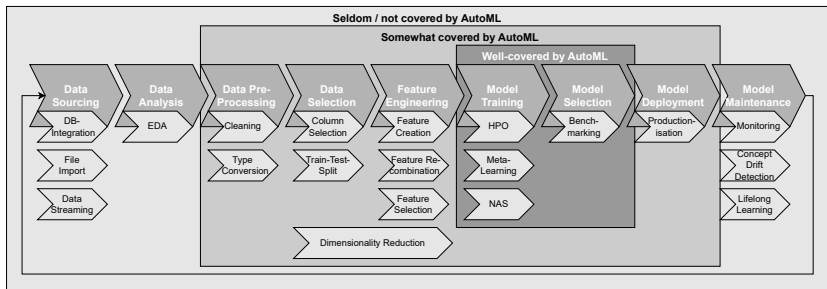 Seldom / not covered by AutoML
Somewhat covered by AutoML
Well-covered by AutoML
Data
Sourcing
Data
Analysis
Data Pre-
Processing
Data
Selection
Feature
Engineering
Model
Training
Model
Selection
Model
Deployment
Model
Maintenance
DB-
Integration
EDA
Cleaning
Column
Selection
Feature
Creation
HPO
Bench-
marking
Production-
isation
Monitoring
File
Import
Type
Conversion
Train-Test-
Split
Feature Re-
combination
Meta-
Learning
Concept
Drift
Detection
Data
Streaming
Feature
Selection
NAS
Lifelong
Learning
Dimensionality Reduction